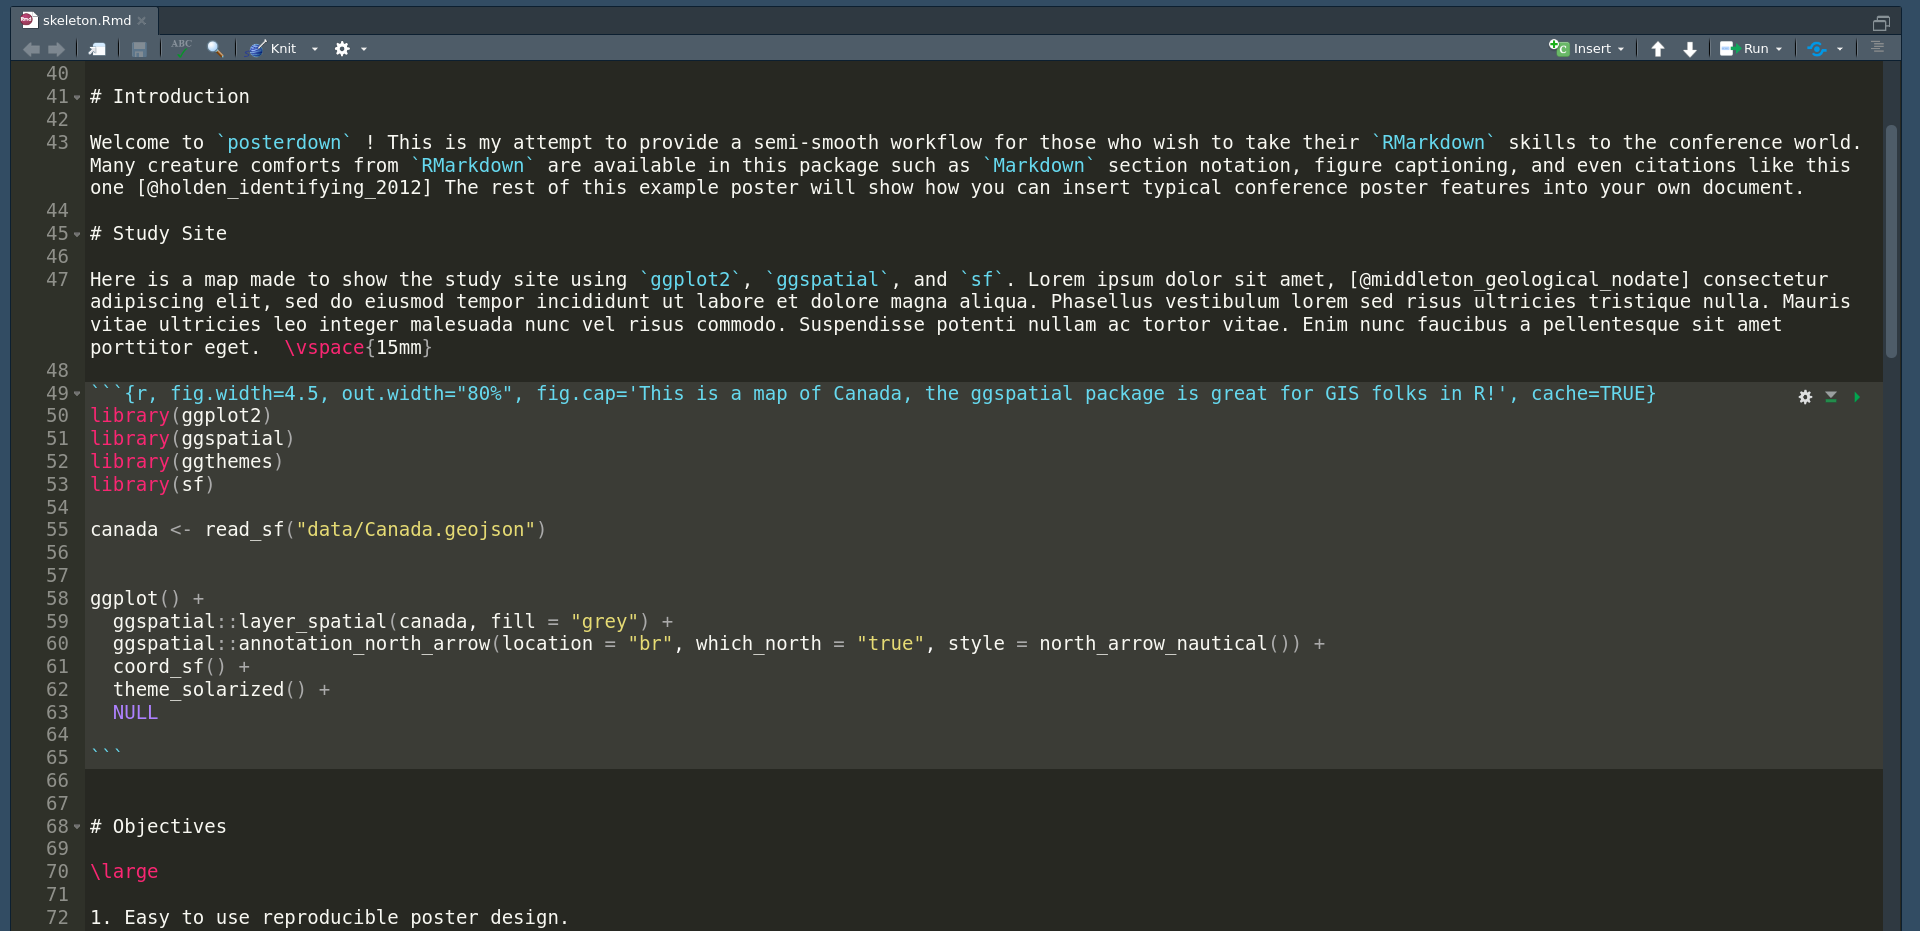 skeleton.Rmd
ABC Knit Insert Run
40
41 # Introduction
42
43 Welcome to `posterdown` ! This is my attempt to provide a semi-smooth workflow for those who wish to take their `RMarkdown` skills to the conference world.
Many creature comforts from `RMarkdown` are available in this package such as `Markdown` section notation, figure captioning, and even citations like this
one [@holden_identifying_2012] The rest of this example poster will show how you can insert typical conference poster features into your own document.
44
45 # Study Site
46
47 Here is a map made to show the study site using `ggplot2`, `ggspatial`, and `sf`. Lorem ipsum dolor sit amet, [@middleton_geological_nodate] consectetur
adipiscing elit, sed do eiusmod tempor incididunt ut labore et dolore magna aliqua. Phasellus vestibulum lorem sed risus ultricies tristique nulla. Mauris
vitae ultricies leo integer malesuada nunc vel risus commodo. Suspendisse potenti nullam ac tortor vitae. Enim nunc faucibus a pellentesque sit amet
porttitor eget.  \vspace{15mm}
48
49 ```{r, fig.width=4.5, out.width="80%", fig.cap='This is a map of Canada, the ggspatial package is great for GIS folks in R!', cache=TRUE}
50 library(ggplot2)
51 library(ggspatial)
52 library(ggthemes)
53 library(sf)
54
55 canada <- read_sf("data/Canada.geojson")
56
57
58 ggplot() +
59   ggspatial::layer_spatial(canada, fill = "grey") +
60   ggspatial::annotation_north_arrow(location = "br", which_north = "true", style = north_arrow_nautical()) +
61   coord_sf() +
62   theme_solarized() +
63   NULL
64
65 ```
66
67
68 # Objectives
69
70 \large
71
72 1. Easy to use reproducible poster design.